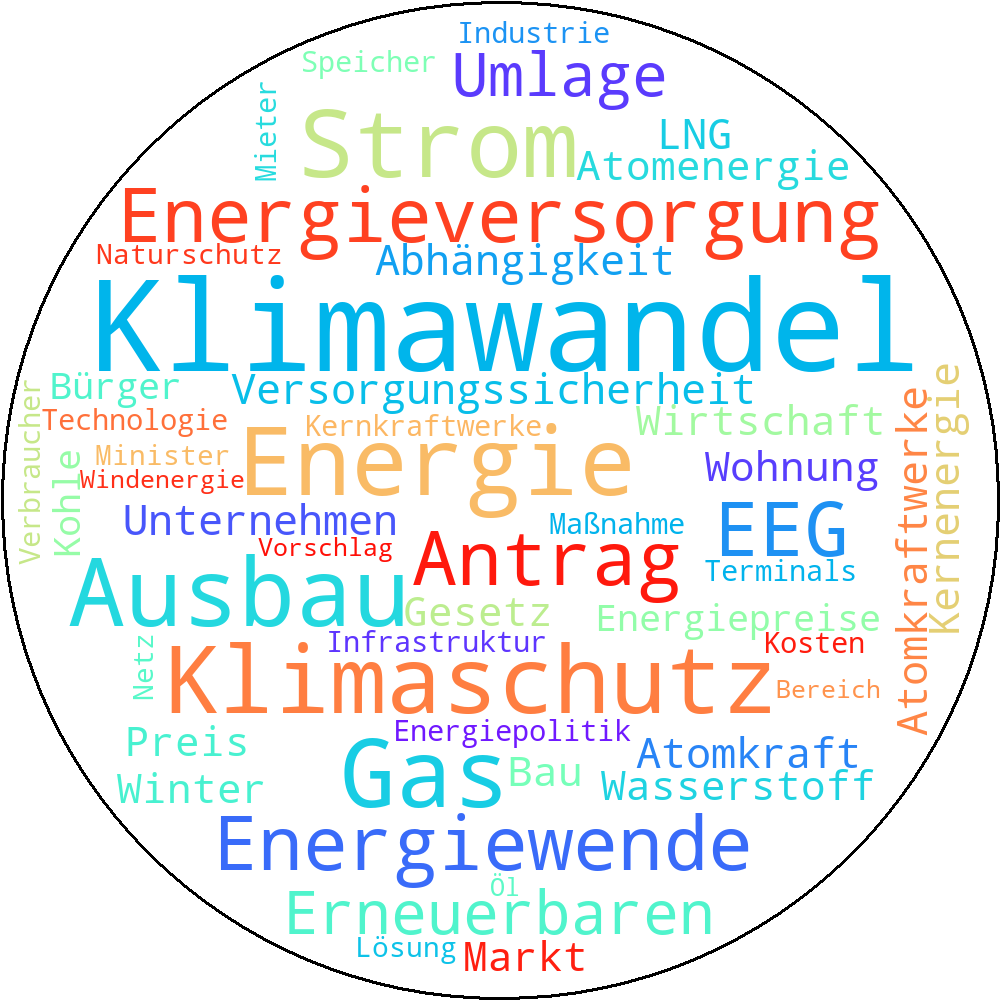 Industrie
Speicher
Umlage
Mieter
Strom
LNG
Atomenergie
Energieversorgung
Naturschutz
Abhängigkeit
Klimawandel
Bürger
Versorgungssicherheit
Verbraucher
Technologie
Kernkraftwerke
Wirtschaft
Atomkraftwerke
Kernenergie
Minister
Energie
Kohle
Windenergie
Wohnung
Unternehmen
Maßnahme
EEG
Vorschlag
Antrag
Terminals
Ausbau
Gesetz
Energiepreise
Infrastruktur
Kosten
Netz
Klimaschutz
Bereich
Energiepolitik
Preis
Gas
Atomkraft
Bau
Winter
Wasserstoff
Energiewende
Öl
Erneuerbaren
Lösung
Markt